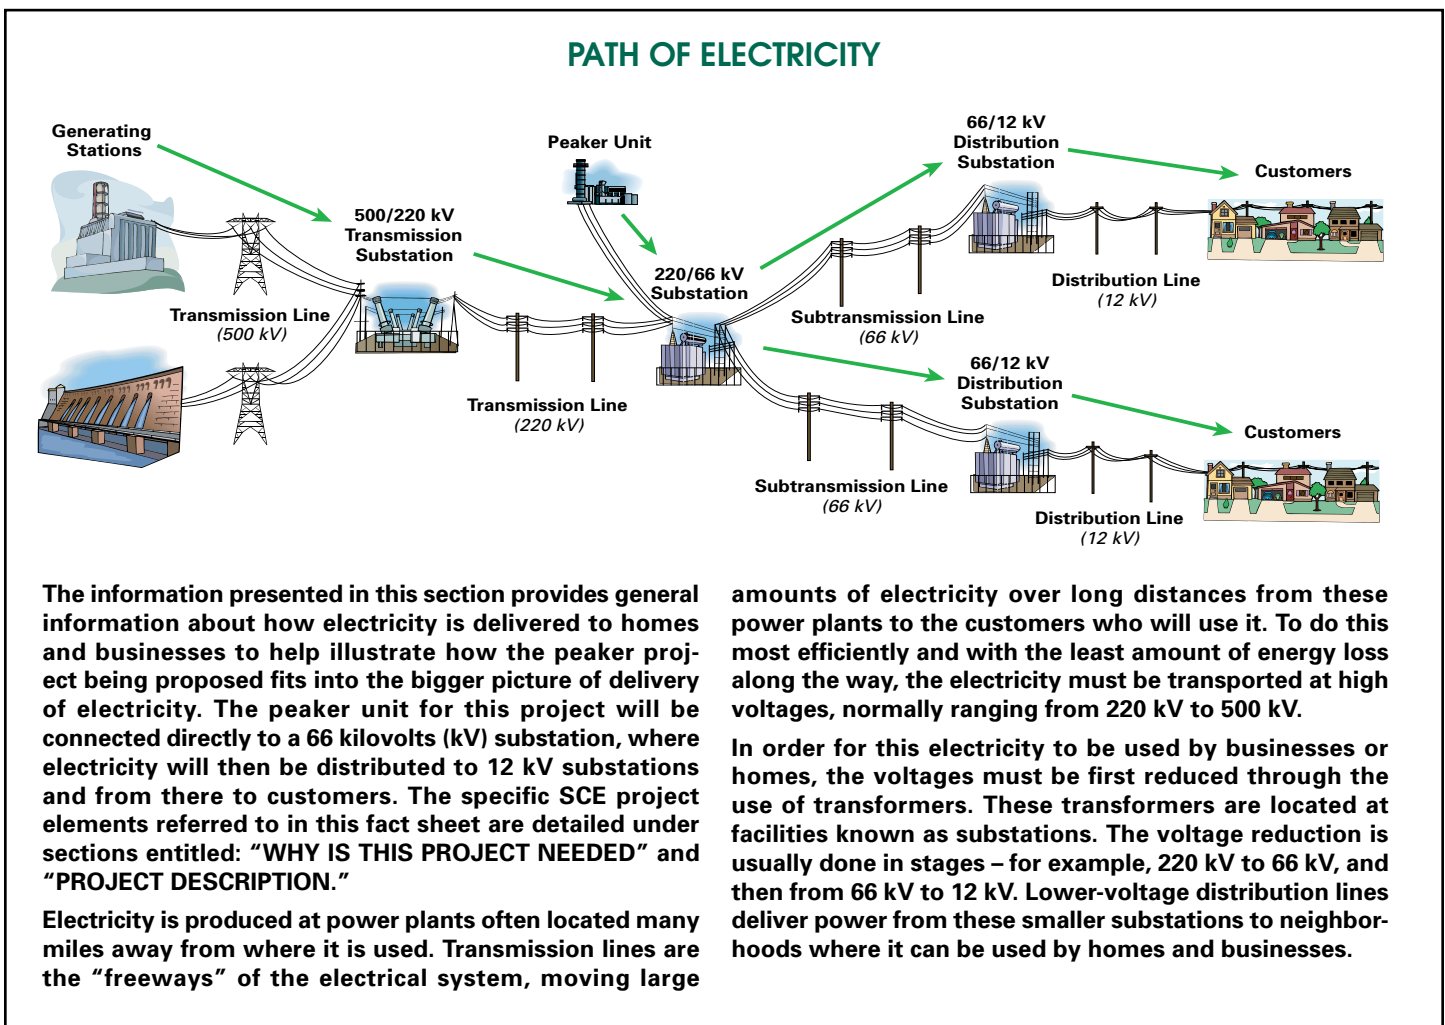 PATH OF ELECTRICITY
Generating
Stations
Transmission Line
(500 kV)
500/220 kV
Transmission
Substation
Transmission Line
(220 kV)
Peaker Unit
220/66 kV
Substation
Subtransmission Line
(66 kV)
66/12 kV
Distribution
Substation
Distribution Line
(12 kV)
Customers
Subtransmission Line
(66 kV)
66/12 kV
Distribution
Substation
Distribution Line
(12 kV)
Customers
The information presented in this section provides general
information about how electricity is delivered to homes
and businesses to help illustrate how the peaker proj-
ect being proposed fits into the bigger picture of delivery
of electricity. The peaker unit for this project will be
connected directly to a 66 kilovolts (kV) substation, where
electricity will then be distributed to 12 kV substations
and from there to customers. The specific SCE project
elements referred to in this fact sheet are detailed under
sections entitled: “WHY IS THIS PROJECT NEEDED” and
“PROJECT DESCRIPTION.”
Electricity is produced at power plants often located many
miles away from where it is used. Transmission lines are
the “freeways” of the electrical system, moving large
amounts of electricity over long distances from these
power plants to the customers who will use it. To do this
most efficiently and with the least amount of energy loss
along the way, the electricity must be transported at high
voltages, normally ranging from 220 kV to 500 kV.
In order for this electricity to be used by businesses or
homes, the voltages must be first reduced through the
use of transformers. These transformers are located at
facilities known as substations. The voltage reduction is
usually done in stages – for example, 220 kV to 66 kV, and
then from 66 kV to 12 kV. Lower-voltage distribution lines
deliver power from these smaller substations to neighbor-
hoods where it can be used by homes and businesses.